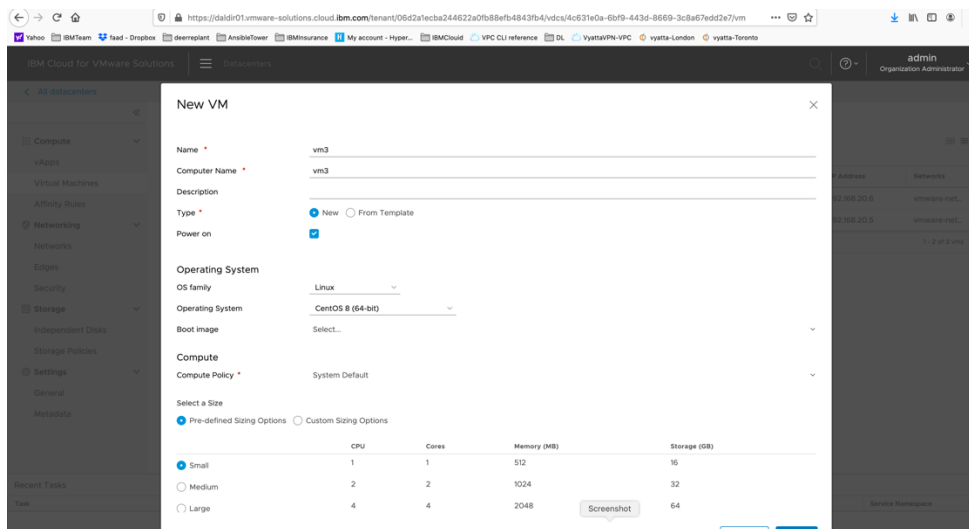 https://daldir01.vmware-solutions.cloud.ibm.com/tenant/06d2a1ecba244622a0fb88efb4843fb4/vdcs/4c631e0a-6bf9-443d-8669-3c8a67edd2e7/vm
Yahoo IBMTeam faad - Dropbox deerreplant AnsibleTower IBMInsurance My account - Hyper... IBMClouid VPC CLI reference DL VyattaVPN-VPC vyatta-London vyatta-Toronto
IBM Cloud for VMware Solutions Datacenters admin
Organization Administrator
All datacenters
New VM
Name * vm3
Compute
Computer Name * vm3
vApps
IP Address Networks
Virtual Machines
Description
Affinity Rules
192.168.20.6 vmware-net...
Type * New From Template
Networking
192.168.20.5 vmware-net...
Power on
Networks
1 - 2 of 2 vms
Edges
Operating System
Security
OS family Linux
Storage
Operating System CentOS 8 (64-bit)
Independent Disks
Boot image Select...
Storage Policies
Compute
Settings
Compute Policy * System Default
General
Select a Size
Metadata
Pre-defined Sizing Options Custom Sizing Options
CPU Cores Memory (MB) Storage (GB)
Small 1 1 512 16
Recent Tasks
Medium 2 2 1024 32
Task Service Namespace
Large 4 4 2048 64
Screenshot